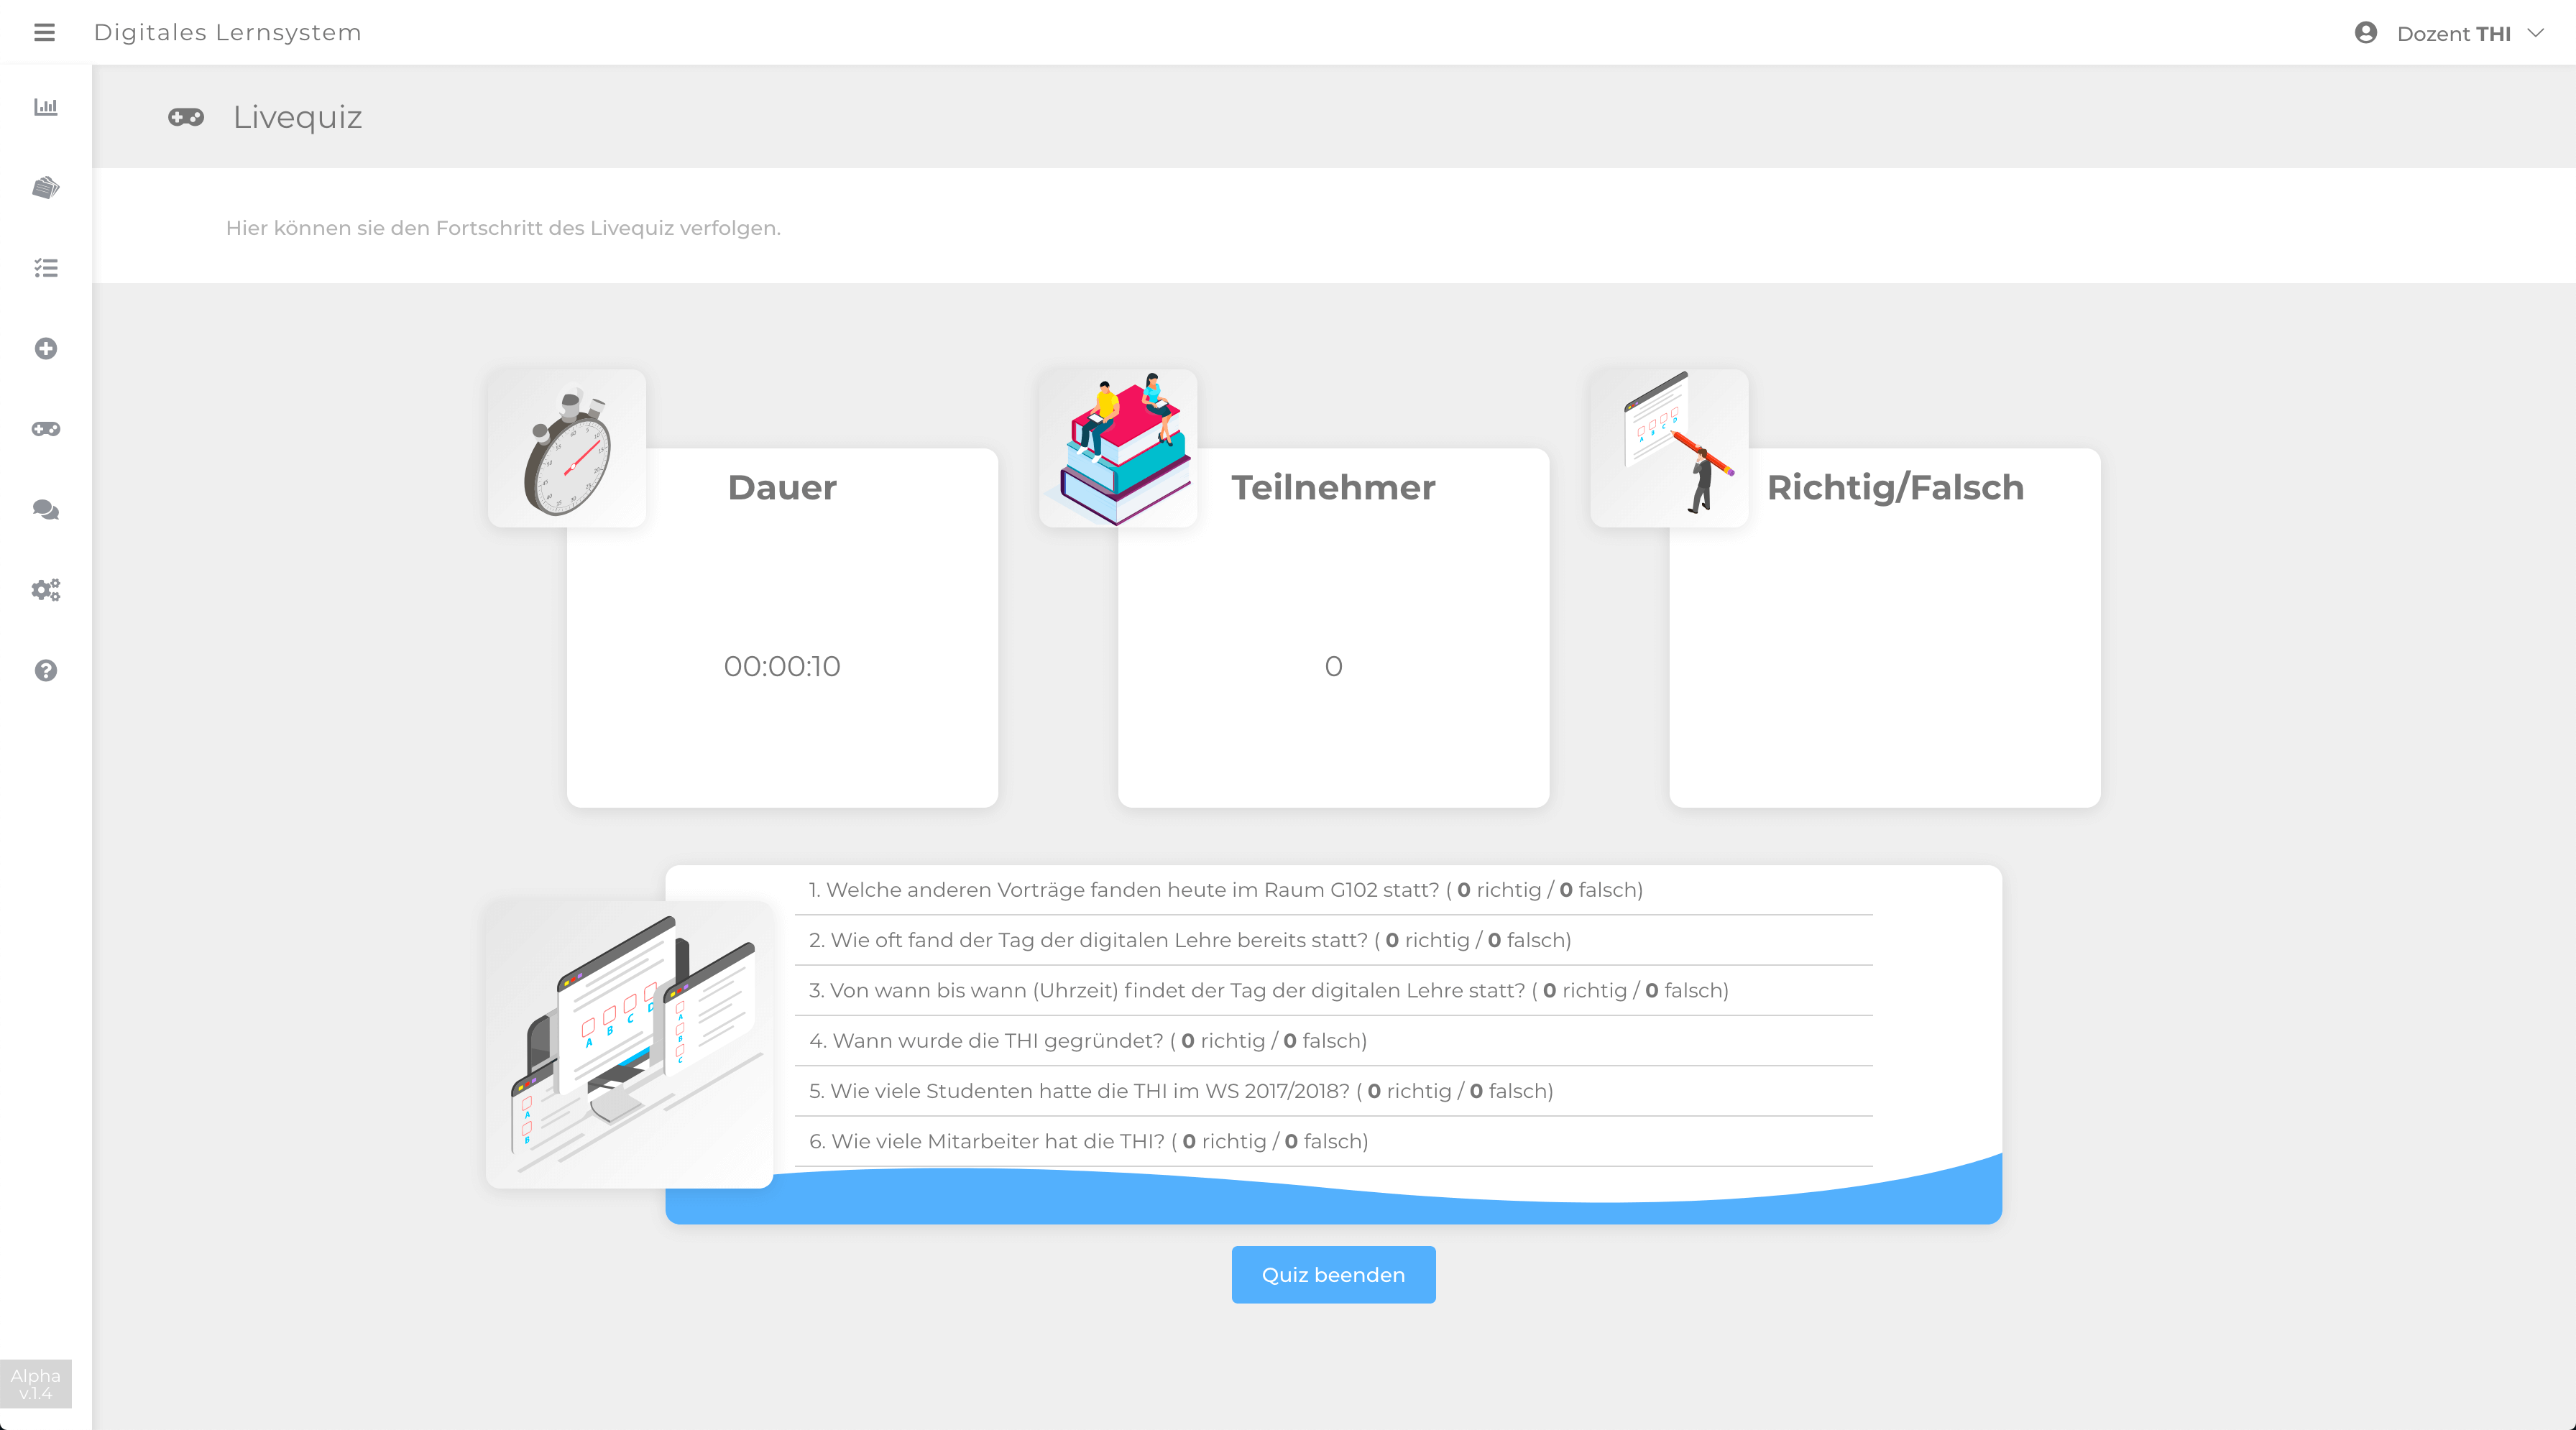 Digitales Lernsystem
Dozent THI
Livequiz
Hier können sie den Fortschritt des Livequiz verfolgen.
Dauer
00:00:10
Teilnehmer
0
Richtig/Falsch
1. Welche anderen Vorträge fanden heute im Raum G102 statt? ( 0 richtig / 0 falsch)
2. Wie oft fand der Tag der digitalen Lehre bereits statt? ( 0 richtig / 0 falsch)
3. Von wann bis wann (Uhrzeit) findet der Tag der digitalen Lehre statt? ( 0 richtig / 0 falsch)
4. Wann wurde die THI gegründet? ( 0 richtig / 0 falsch)
5. Wie viele Studenten hatte die THI im WS 2017/2018? ( 0 richtig / 0 falsch)
6. Wie viele Mitarbeiter hat die THI? ( 0 richtig / 0 falsch)
A B C D
A
B
C
A
B
Quiz beenden
Alpha
v.1.4